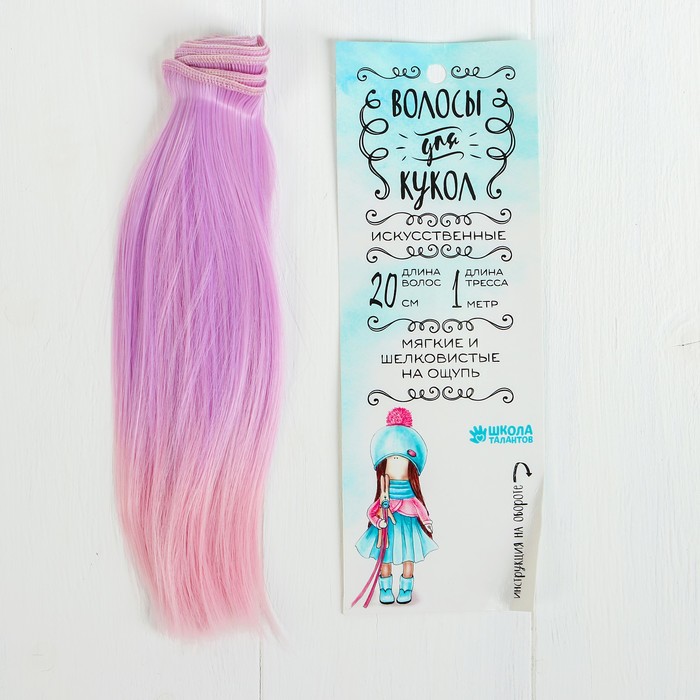 ВОЛОСЫ
для
КУКОЛ
ИСКУССТВЕННЫЕ
20 ДЛИНА ВОЛОС СМ
1 ДЛИНА ТРЕССА МЕТР
МЯГКИЕ И
ШЕЛКОВИСТЫЕ
НА ОЩУПЬ
ШКОЛА
ТАЛАНТОВ
ИНСТРУКЦИЯ НА ОБОРОТЕ